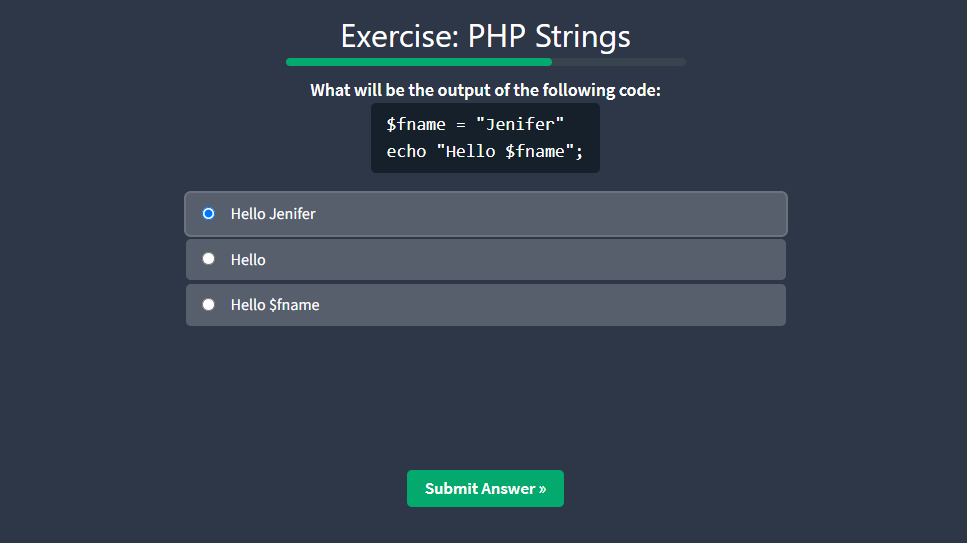 Exercise: PHP Strings
What will be the output of the following code:
$fname = "Jenifer"
echo "Hello $fname";
Hello Jenifer
Hello
Hello $fname
Submit Answer »